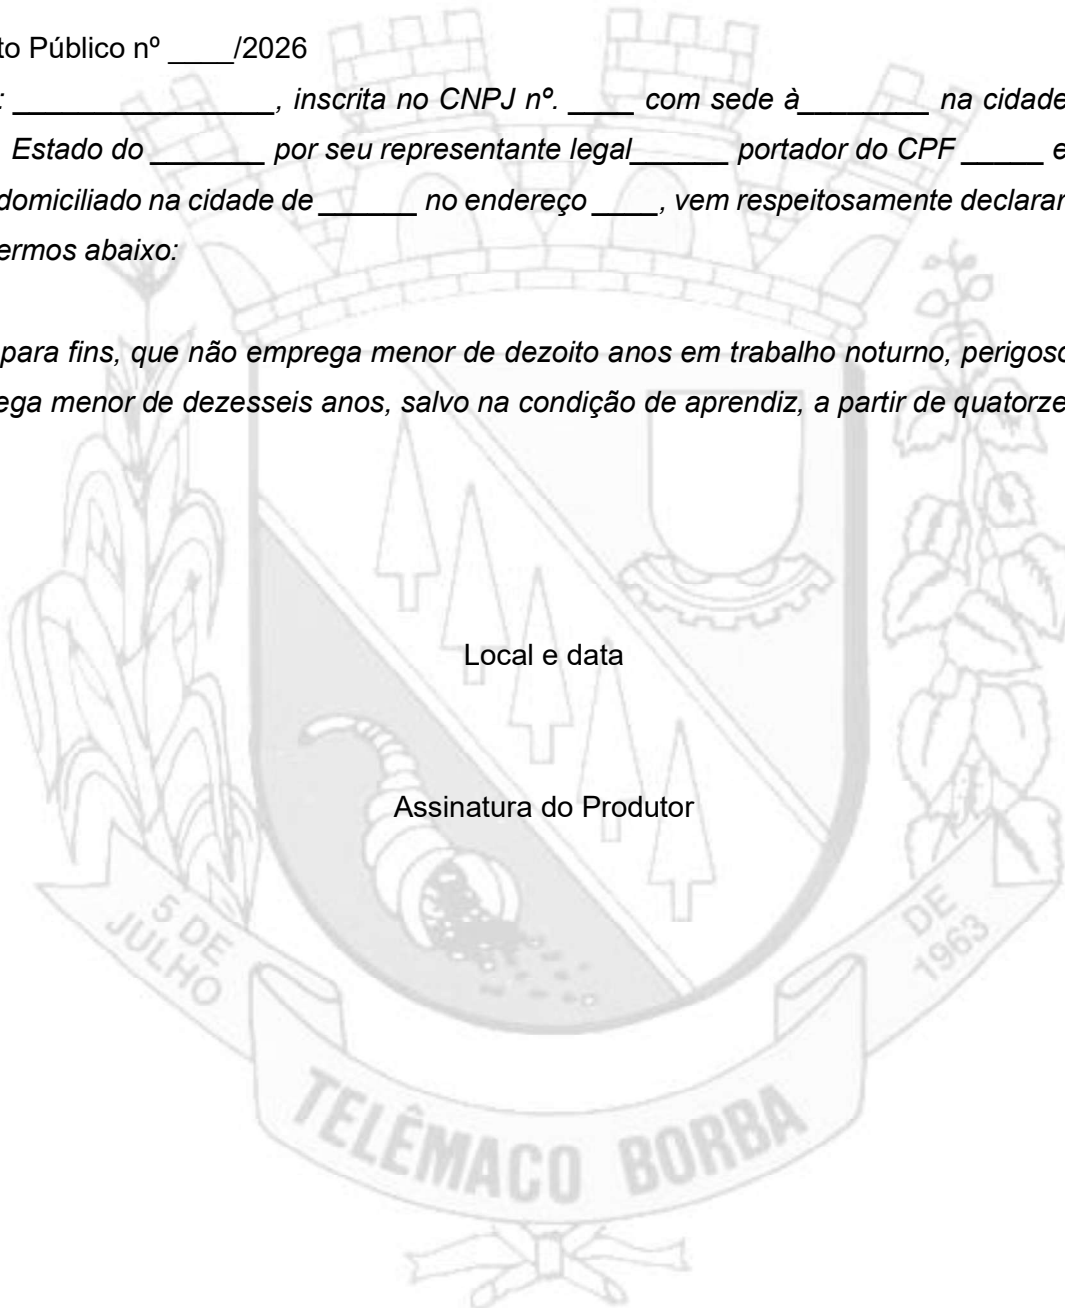 to Público nº ____/2026
: ________________, inscrita no CNPJ nº. ____ com sede à________ na cidade
Estado do _______ por seu representante legal______ portador do CPF _____ e
domiciliado na cidade de ______ no endereço ____, vem respeitosamente declarar
ermos abaixo:
para fins, que não emprega menor de dezoito anos em trabalho noturno, perigoso
ega menor de dezesseis anos, salvo na condição de aprendiz, a partir de quatorze
Local e data
Assinatura do Produtor
5 DE
JULHO
DE
1963
TELÊMACO BORBA